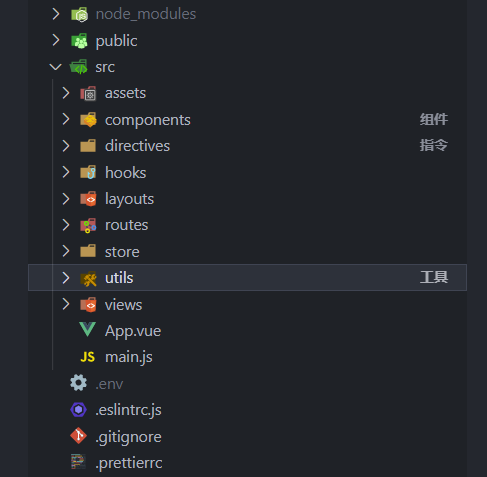 node_modules
public
src
assets
components 组件
directives 指令
hooks
layouts
routes
store
utils 工具
views
App.vue
JS main.js
.env
.eslintrc.js
.gitignore
.prettierrc